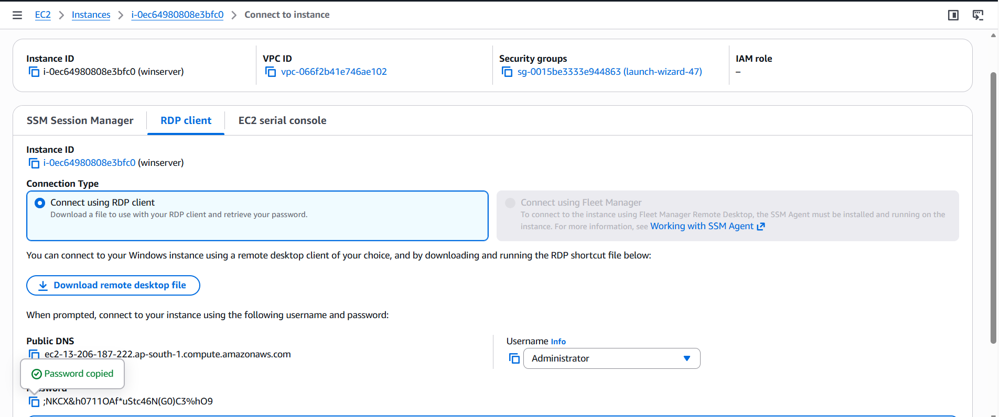 EC2 > Instances > i-0ec64980808e3bfc0 > Connect to instance
Instance ID
i-0ec64980808e3bfc0 (winserver)
VPC ID
vpc-066f2b41e746ae102
Security groups
sg-0015be3333e944863 (launch-wizard-47)
IAM role
–
SSM Session Manager
RDP client
EC2 serial console
Instance ID
i-0ec64980808e3bfc0 (winserver)
Connection Type
Connect using RDP client
Download a file to use with your RDP client and retrieve your password.
Connect using Fleet Manager
To connect to the instance using Fleet Manager Remote Desktop, the SSM Agent must be installed and running on the
instance. For more information, see Working with SSM Agent
You can connect to your Windows instance using a remote desktop client of your choice, and by downloading and running the RDP shortcut file below:
Download remote desktop file
When prompted, connect to your instance using the following username and password:
Public DNS
ec2-13-206-187-222.ap-south-1.compute.amazonaws.com
Username Info
Administrator
Password copied
Password
;NKCX&h0711OAf*uStc46N(G0)C3%hO9